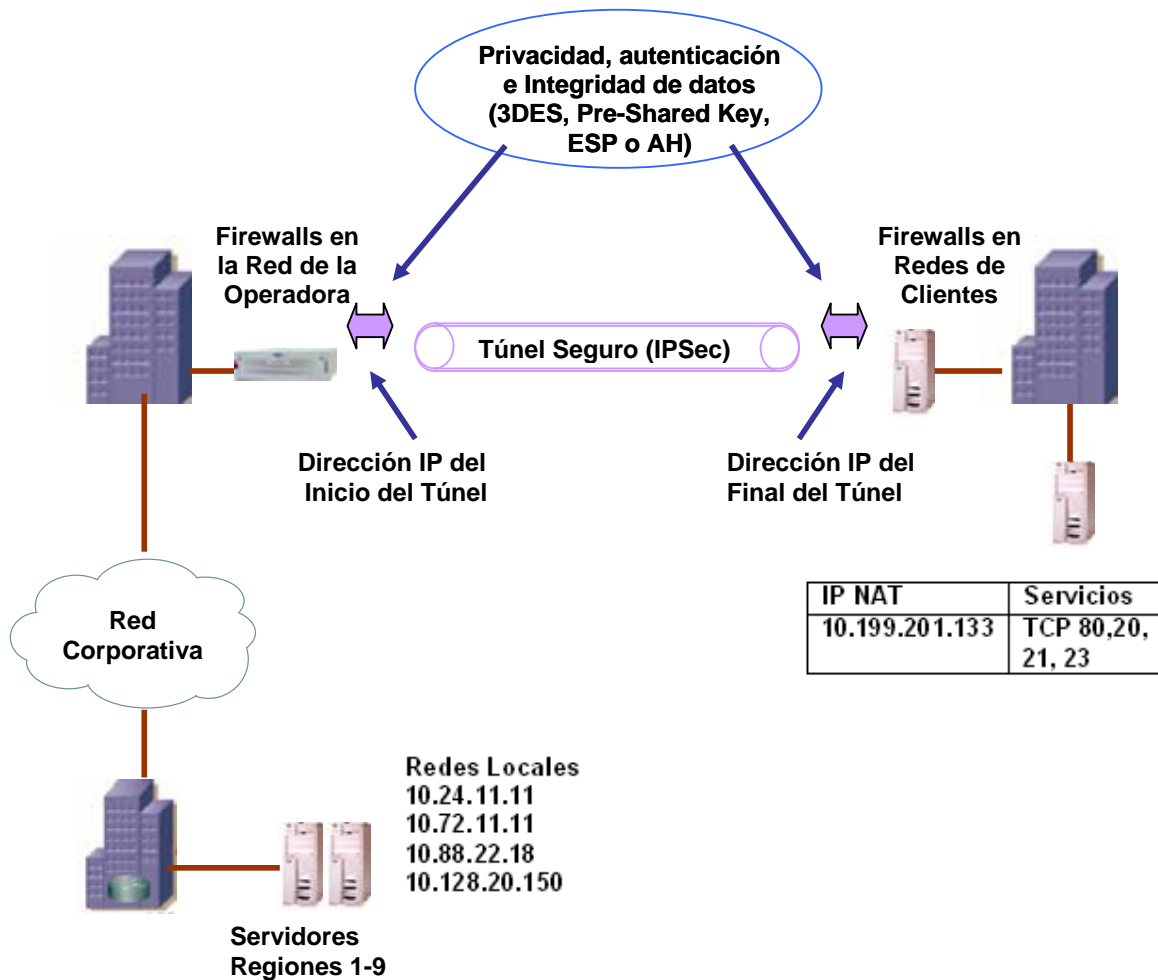 Privacidad, autenticación
e Integridad de datos
(3DES, Pre-Shared Key,
ESP o AH)
Firewalls en
la Red de la
Operadora
Firewalls en
Redes de
Clientes
Túnel Seguro (IPSec)
Dirección IP del
Inicio del Túnel
Dirección IP del
Final del Túnel
Red
Corporativa
IP NAT Servicios
10.199.201.133 TCP 80,20,
21, 23
Redes Locales
10.24.11.11
10.72.11.11
10.88.22.18
10.128.20.150
Servidores
Regiones 1-9